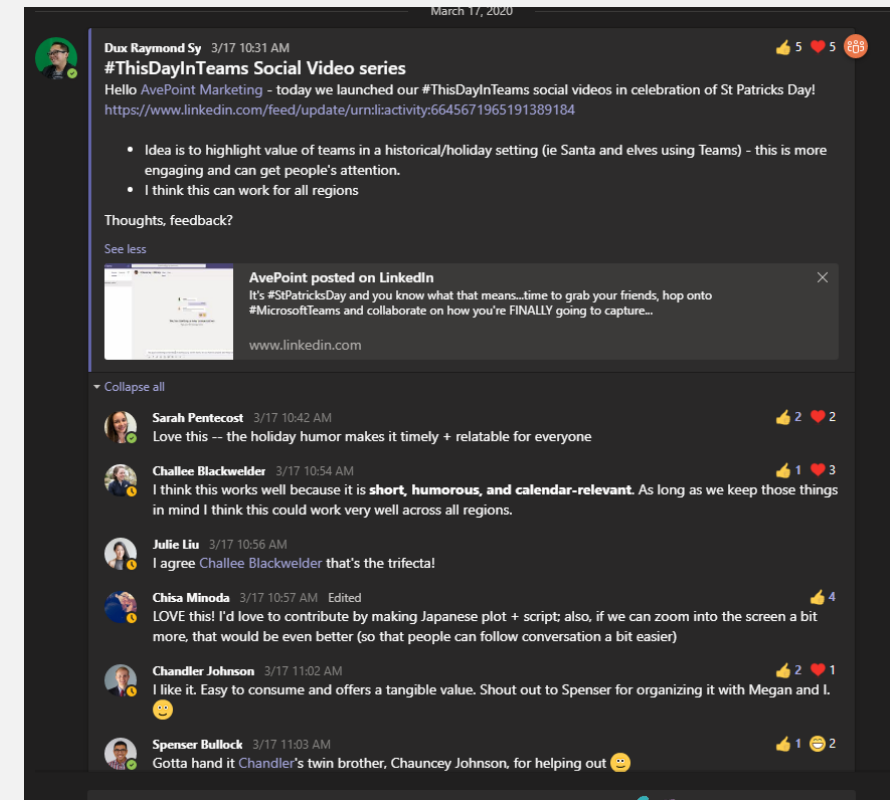 March 17, 2020
Dux Raymond Sy 3/17 10:31 AM
5 5
#ThisDayInTeams Social Video series
Hello AvePoint Marketing - today we launched our #ThisDayInTeams social videos in celebration of St Patricks Day!
https://www.linkedin.com/feed/update/urn:li:activity:6645671965191389184
• Idea is to highlight value of teams in a historical/holiday setting (ie Santa and elves using Teams) - this is more
engaging and can get people's attention.
• I think this can work for all regions
Thoughts, feedback?
See less
AvePoint posted on LinkedIn
It's #StPatricksDay and you know what that means...time to grab your friends, hop onto
#MicrosoftTeams and collaborate on how you're FINALLY going to capture...
www.linkedin.com
Collapse all
Sarah Pentecost 3/17 10:42 AM
2 2
Love this -- the holiday humor makes it timely + relatable for everyone
Challee Blackwelder 3/17 10:54 AM
1 3
I think this works well because it is short, humorous, and calendar-relevant. As long as we keep those things
in mind I think this could work very well across all regions.
Julie Liu 3/17 10:56 AM
I agree Challee Blackwelder that's the trifecta!
Chisa Minoda 3/17 10:57 AM Edited
4
LOVE this! I'd love to contribute by making Japanese plot + script; also, if we can zoom into the screen a bit
more, that would be even better (so that people can follow conversation a bit easier)
Chandler Johnson 3/17 11:02 AM
2 1
I like it. Easy to consume and offers a tangible value. Shout out to Spenser for organizing it with Megan and I.
Spenser Bullock 3/17 11:03 AM
1 2
Gotta hand it Chandler's twin brother, Chauncey Johnson, for helping out